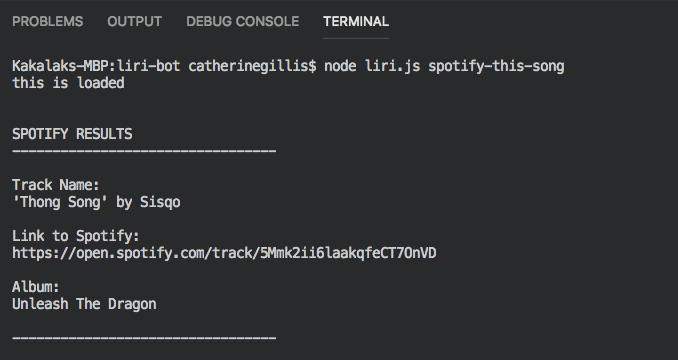 PROBLEMS OUTPUT DEBUG CONSOLE TERMINAL
Kakalaks-MBP:liri-bot catherinegillis$ node liri.js spotify-this-song
this is loaded
SPOTIFY RESULTS
---------------------------------
Track Name:
'Thong Song' by Sisqo
Link to Spotify:
https://open.spotify.com/track/5Mmk2ii6laakqfeCT7OnVD
Album:
Unleash The Dragon
---------------------------------